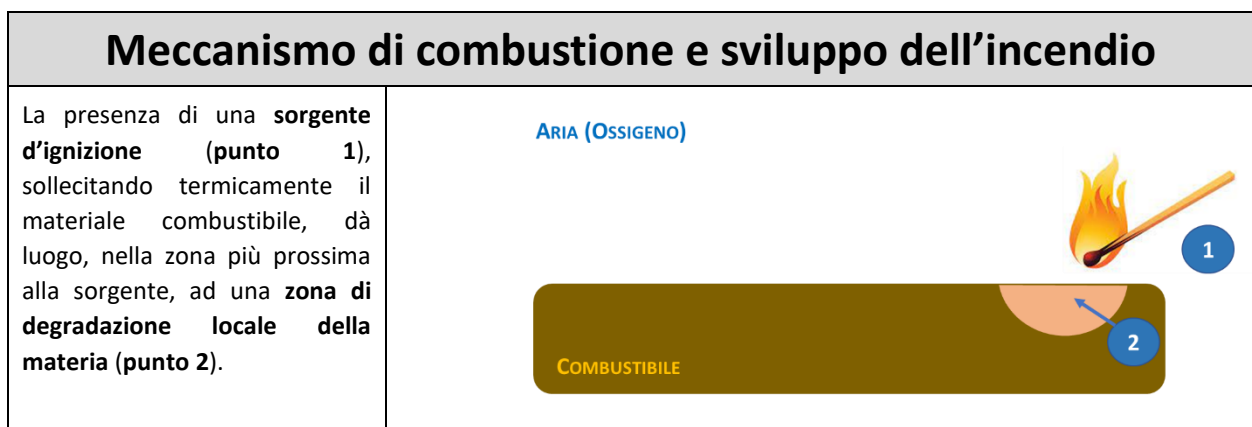 Meccanismo di combustione e sviluppo dell'incendio
La presenza di una sorgente
d'ignizione (punto 1),
sollecitando termicamente il
materiale combustibile, dà
luogo, nella zona più prossima
alla sorgente, ad una zona di
degradazione locale della
materia (punto 2).
ARIA (OSSIGENO)
1
2
COMBUSTIBILE